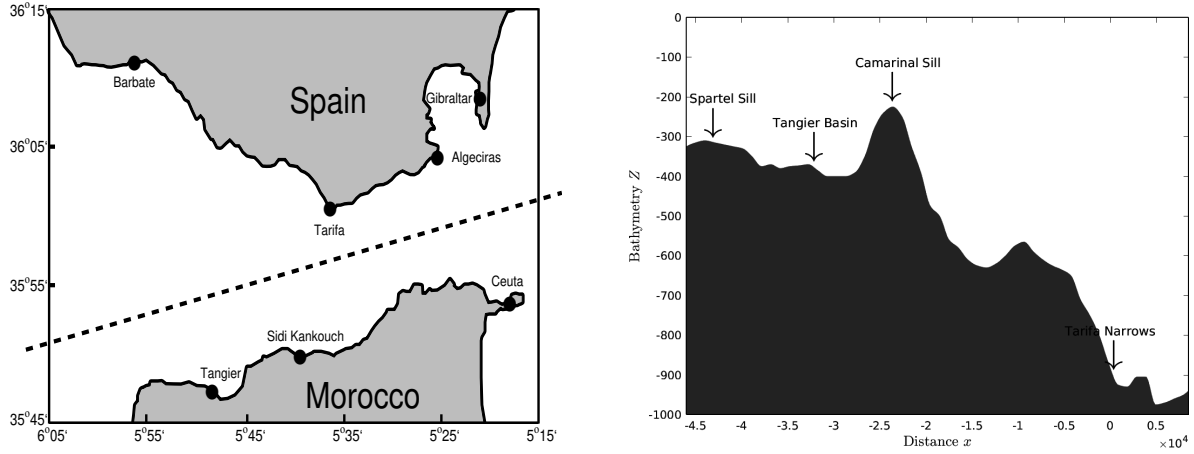 36°15'
36°05'
35°55'
35°45'
6°05'
5°55'
5°45'
5°35'
5°25'
5°15'
Barbate
Spain
Gibraltar
Algeciras
Tarifa
Ceuta
Sidi Kankouch
Tangier
Morocco
0
-100
-200
-300
-400
-500
-600
-700
-800
-900
-1000
Bathymetry Z
Camarinal Sill
Spartel Sill
Tangier Basin
Tarifa Narrows
-4.5
-4
-3.5
-3
-2.5
-2
-1.5
-1
-0.5
0
0.5
×10⁴
Distance x